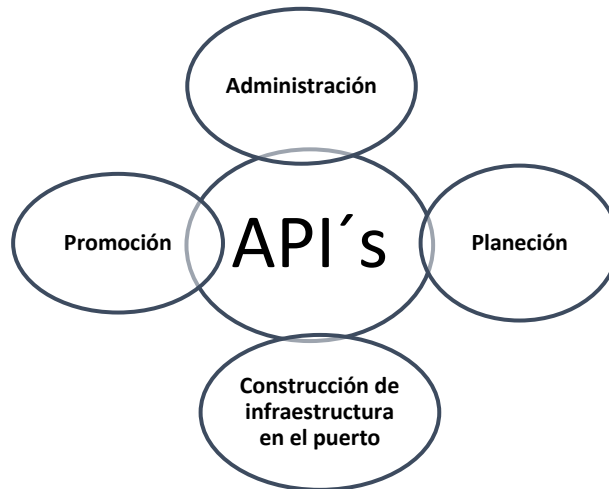 Administración
Promoción
API´s
Planeción
Construcción de
infraestructura
en el puerto